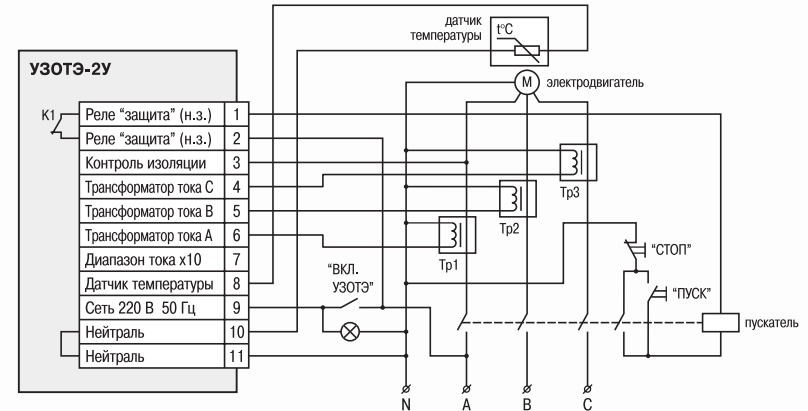 датчик
температуры
t°C
УЗОТЭ-2У
M
электродвигатель
K1
Реле “защита” (н.з.) 1
Реле “защита” (н.з.) 2
Контроль изоляции 3
Трансформатор тока С 4
Трансформатор тока В 5
Трансформатор тока А 6
Диапазон тока х10 7
Датчик температуры 8
Сеть 220 В 50 Гц 9
Нейтраль 10
Нейтраль 11
Тр3
Тр2
Тр1
“ВКЛ.
УЗОТЭ”
“СТОП”
“ПУСК”
пускатель
N A B C